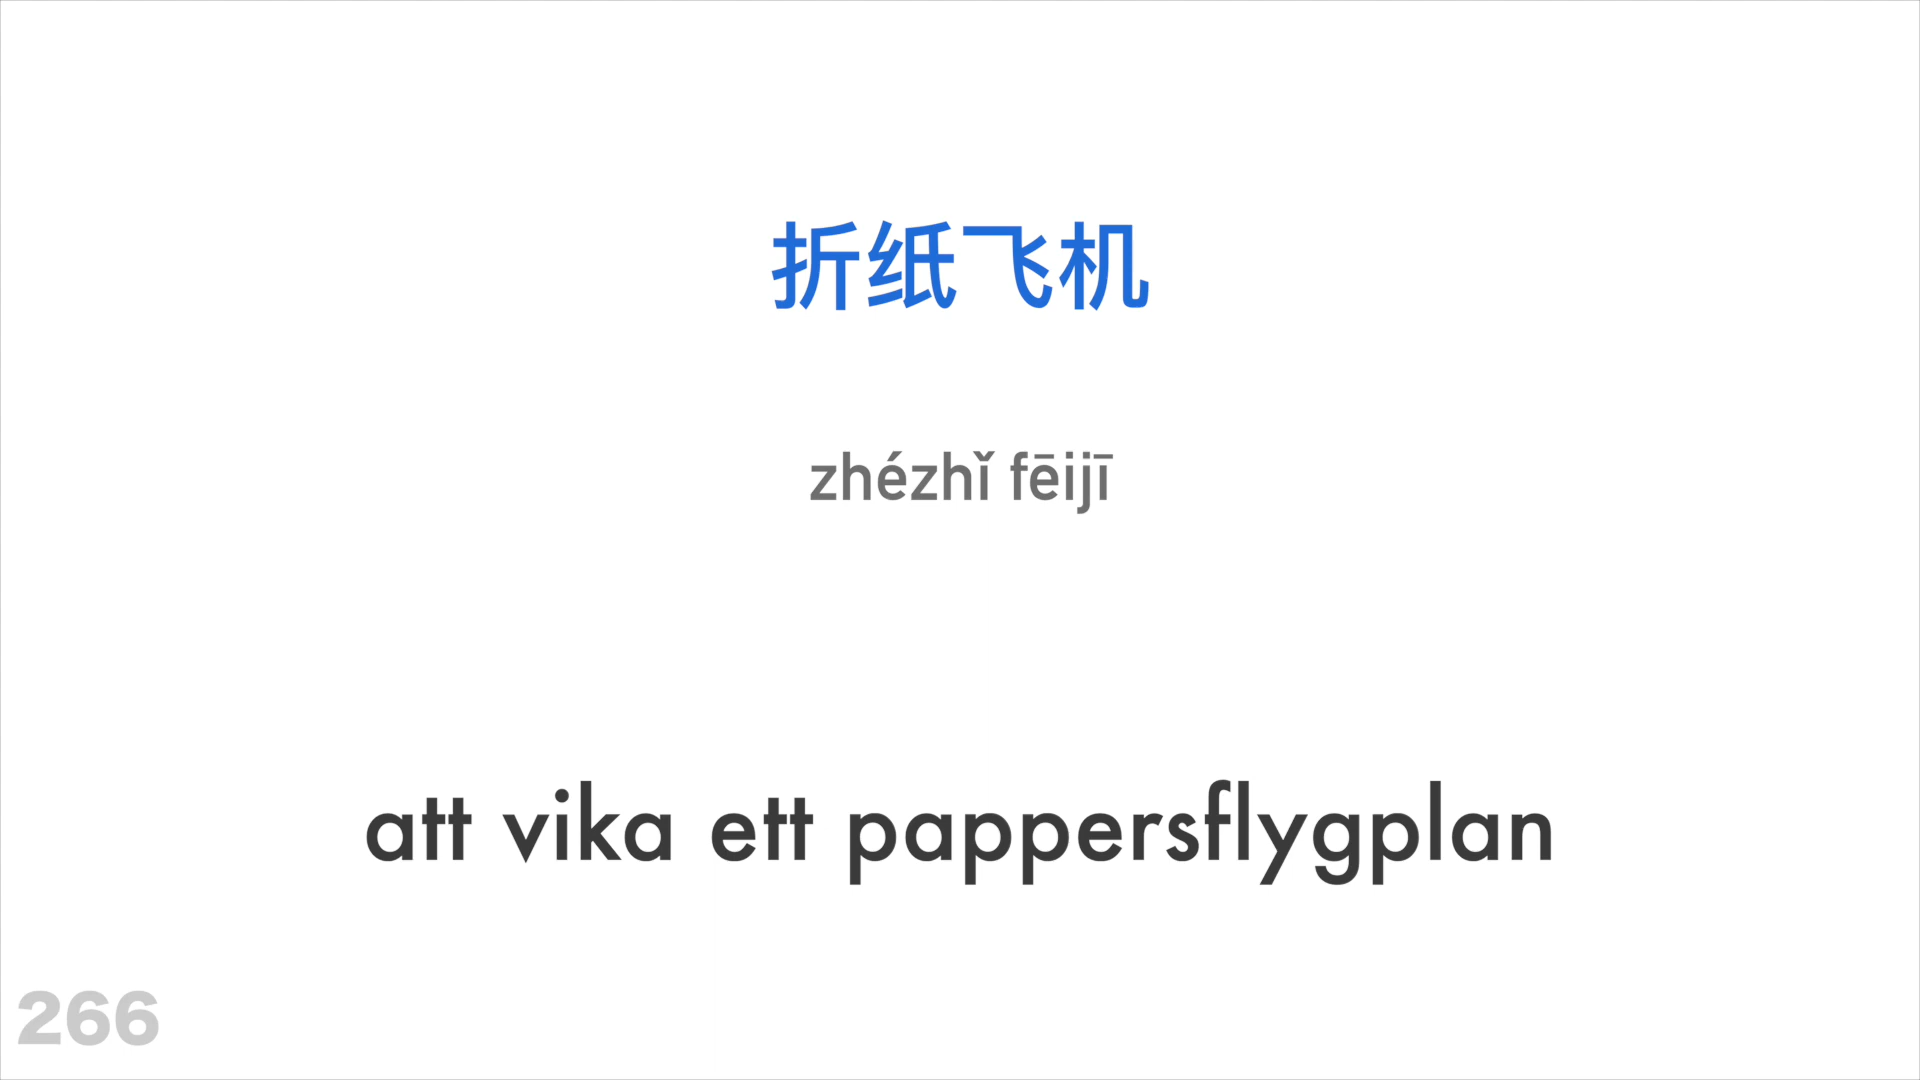 折纸飞机
zhézhǐ fēijī
att vika ett pappersflygplan
266